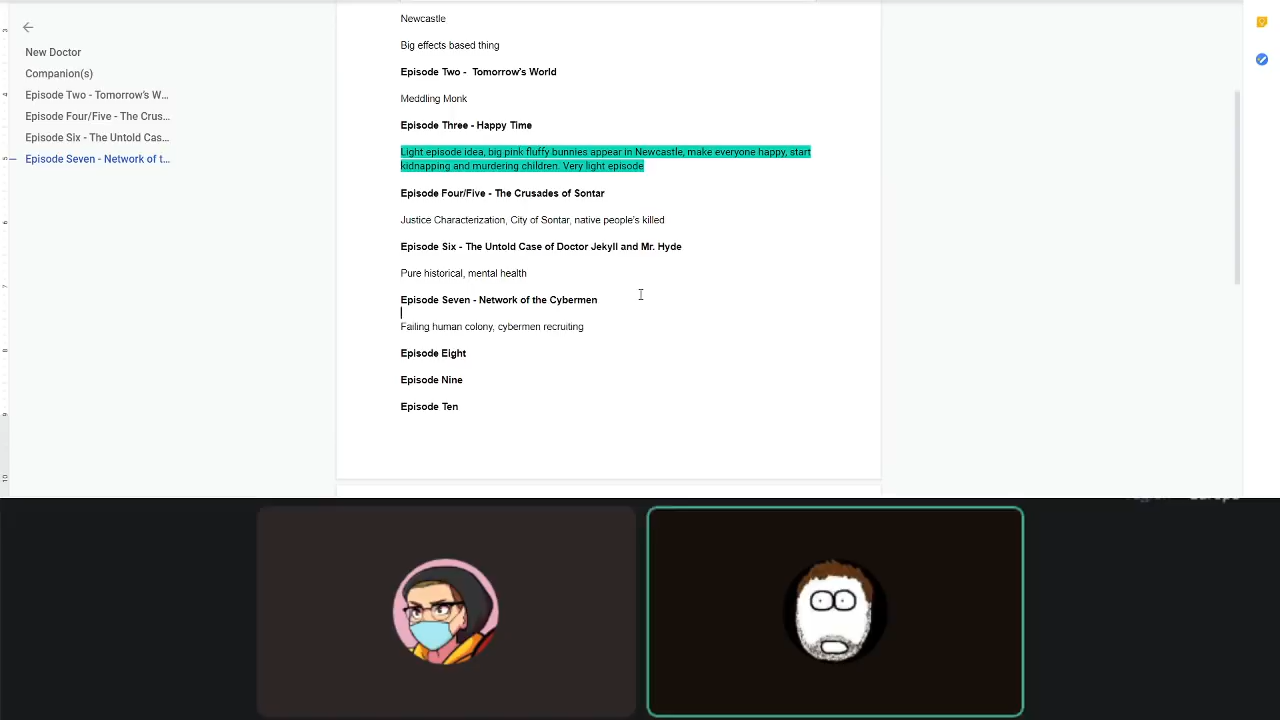 New Doctor
Companion(s)
Episode Two - Tomorrow's W...
Episode Four/Five - The Crus...
Episode Six - The Untold Cas...
Episode Seven - Network of t...
Newcastle
Big effects based thing
Episode Two -  Tomorrow's World
Meddling Monk
Episode Three - Happy Time
Light episode idea, big pink fluffy bunnies appear in Newcastle, make everyone happy, start
kidnapping and murdering children. Very light episode
Episode Four/Five - The Crusades of Sontar
Justice Characterization, City of Sontar, native people's killed
Episode Six - The Untold Case of Doctor Jekyll and Mr. Hyde
Pure historical, mental health
Episode Seven - Network of the Cybermen
Failing human colony, cybermen recruiting
Episode Eight
Episode Nine
Episode Ten